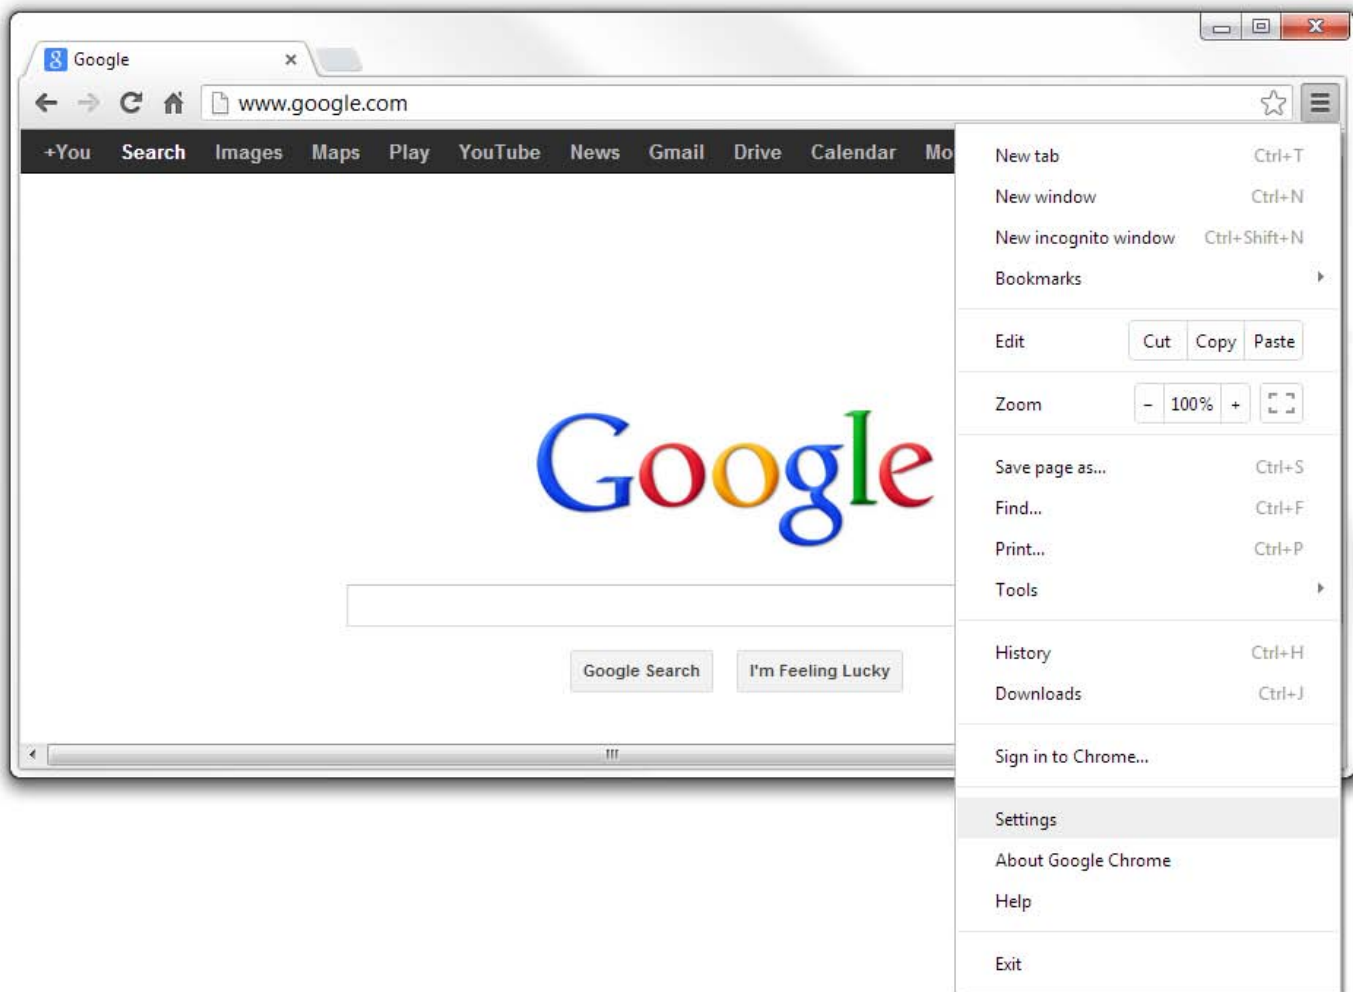 Google
www.google.com
+You Search Images Maps Play YouTube News Gmail Drive Calendar Mo
New tab Ctrl+T
New window Ctrl+N
New incognito window Ctrl+Shift+N
Bookmarks
Edit Cut Copy Paste
Zoom - 100% +
Google
Save page as... Ctrl+S
Find... Ctrl+F
Print... Ctrl+P
Tools
History Ctrl+H
Google Search I'm Feeling Lucky
Downloads Ctrl+J
Sign in to Chrome...
Settings
About Google Chrome
Help
Exit